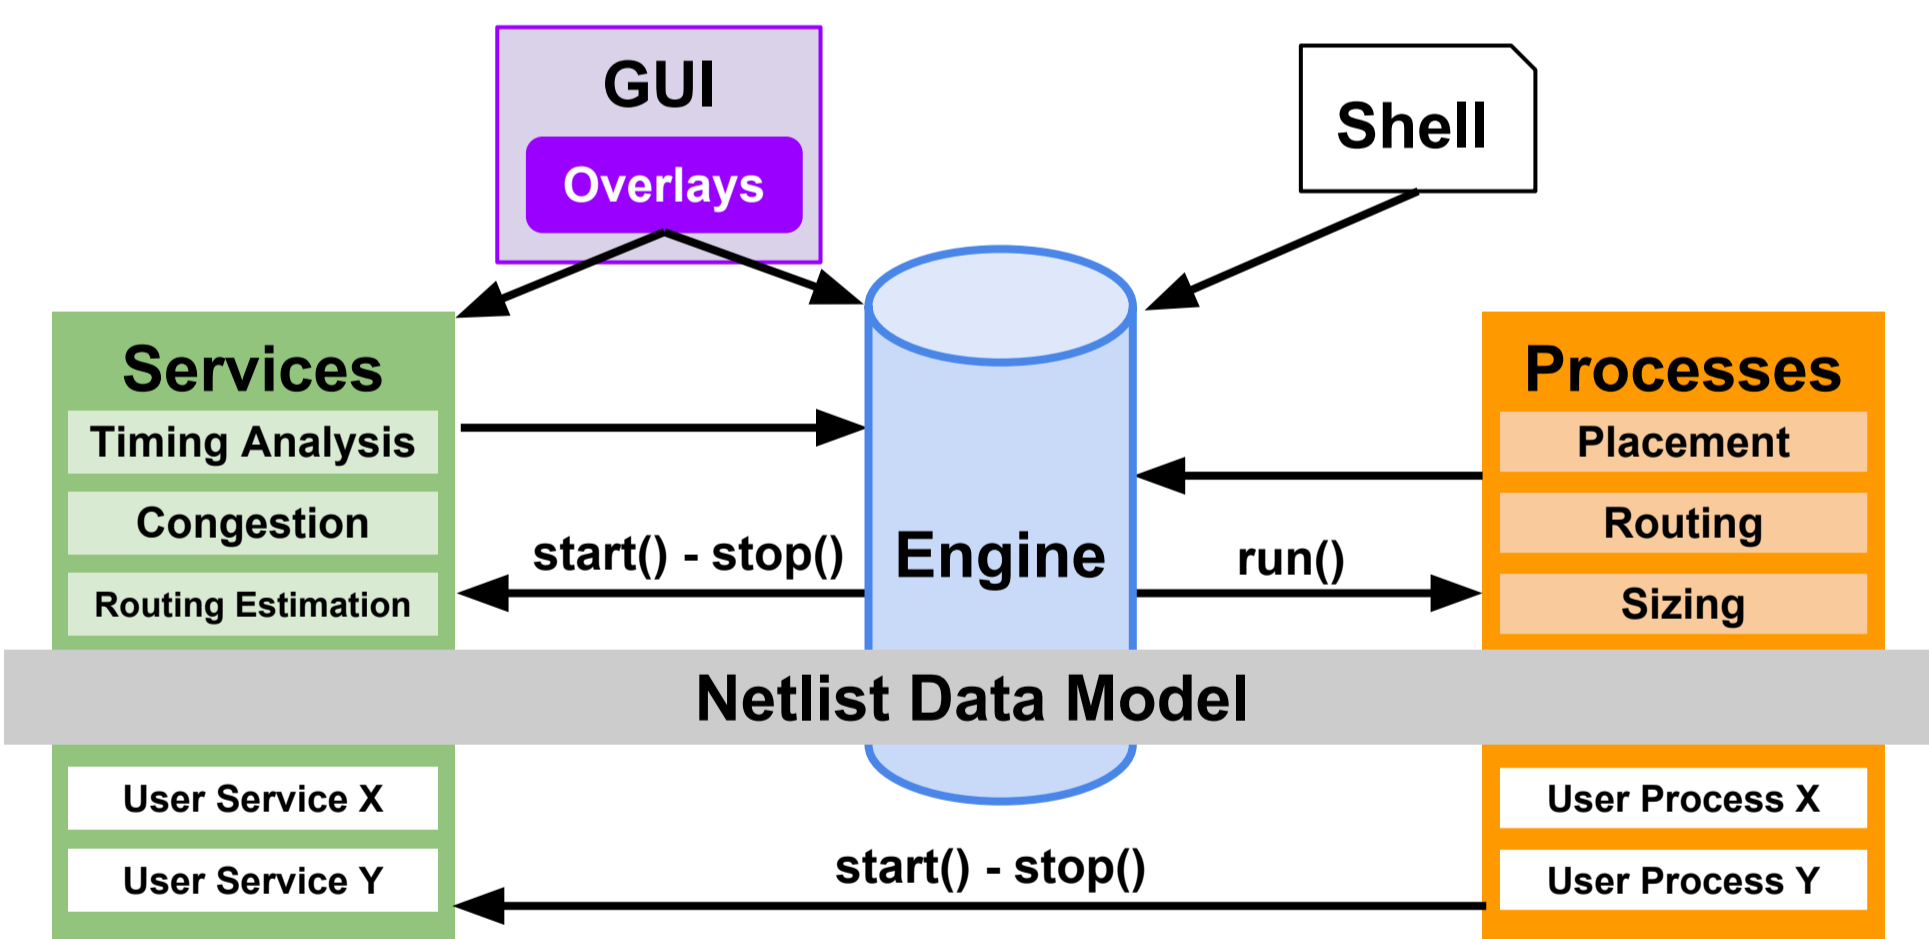 GUI
Overlays
Shell
Services
Timing Analysis
Congestion
Routing Estimation
start() - stop()
Engine
run()
Processes
Placement
Routing
Sizing
Netlist Data Model
User Service X
User Service Y
start() - stop()
User Process X
User Process Y